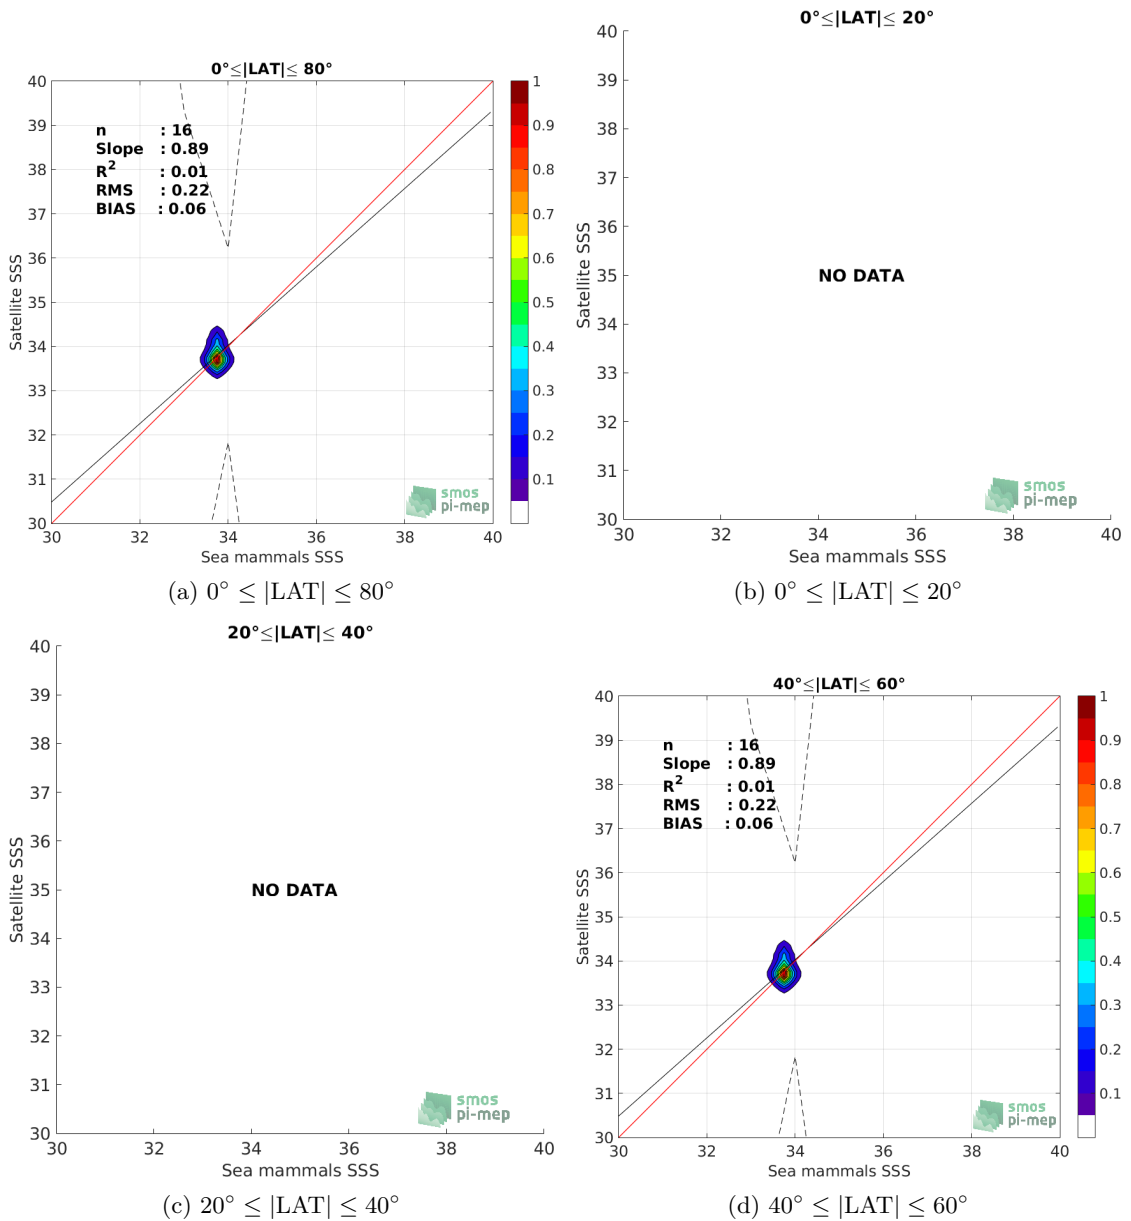 0°≤|LAT|≤ 80°
n : 16
Slope : 0.89
R² : 0.01
RMS : 0.22
BIAS : 0.06
40
39
38
37
36
35
34
33
32
31
30
Satellite SSS
30 32 34 36 38 40
Sea mammals SSS
1
0.9
0.8
0.7
0.6
0.5
0.4
0.3
0.2
0.1
smos
pi-mep
(a) 0° ≤ |LAT| ≤ 80°
0°≤|LAT|≤ 20°
40
39
38
37
36
35
34
33
32
31
30
Satellite SSS
NO DATA
30 32 34 36 38 40
Sea mammals SSS
smos
pi-mep
(b) 0° ≤ |LAT| ≤ 20°
20°≤|LAT|≤ 40°
40
39
38
37
36
35
34
33
32
31
30
Satellite SSS
NO DATA
30 32 34 36 38 40
Sea mammals SSS
smos
pi-mep
(c) 20° ≤ |LAT| ≤ 40°
40°≤|LAT|≤ 60°
n : 16
Slope : 0.89
R² : 0.01
RMS : 0.22
BIAS : 0.06
40
39
38
37
36
35
34
33
32
31
30
Satellite SSS
30 32 34 36 38 40
Sea mammals SSS
1
0.9
0.8
0.7
0.6
0.5
0.4
0.3
0.2
0.1
smos
pi-mep
(d) 40° ≤ |LAT| ≤ 60°